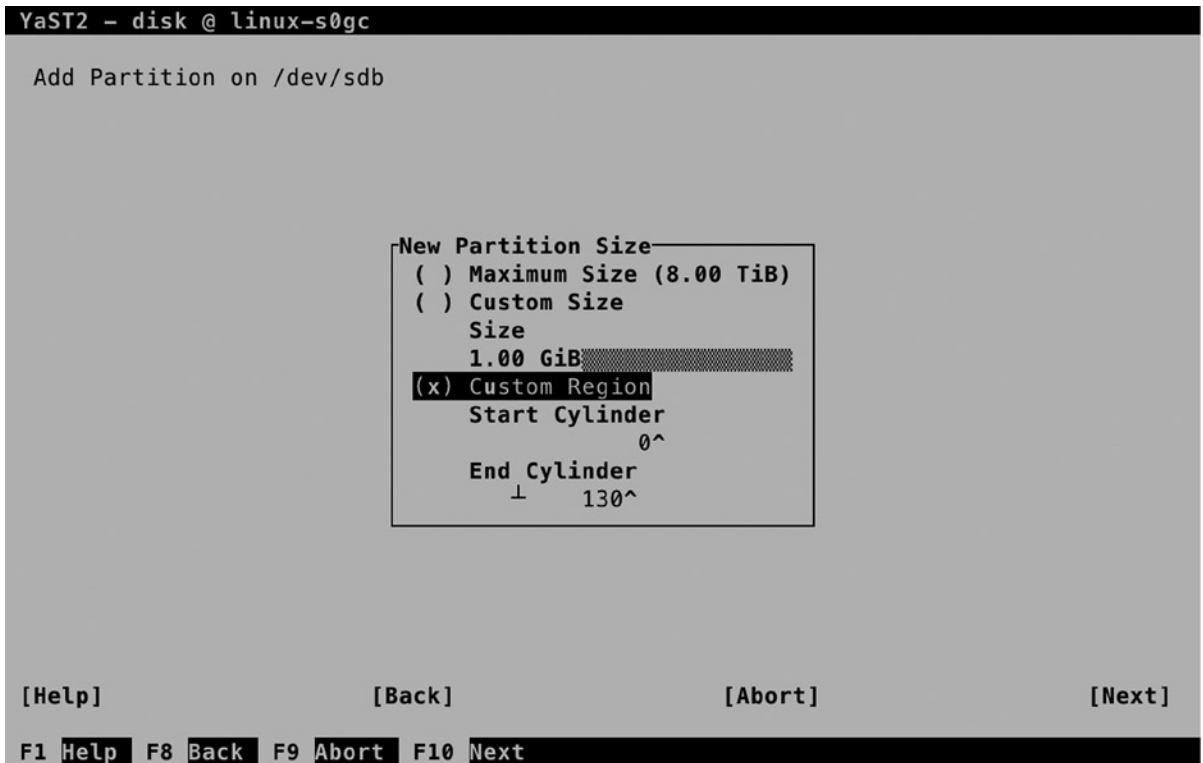 YaST2 – disk @ linux–s0gc
Add Partition on /dev/sdb
New Partition Size
( ) Maximum Size (8.00 TiB)
( ) Custom Size
Size
1.00 GiB
(x) Custom Region
Start Cylinder
0^
End Cylinder
⊥ 130^
[Help] [Back] [Abort] [Next]
F1 Help F8 Back F9 Abort F10 Next